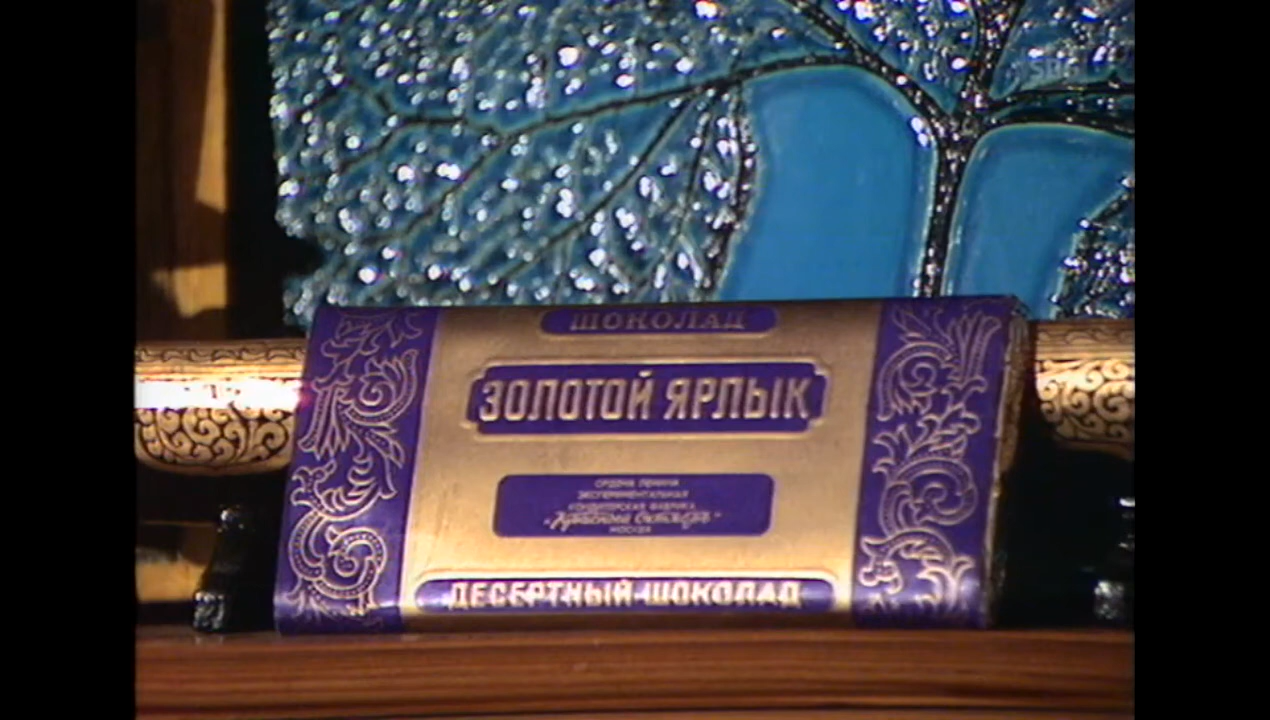 ШОКОЛАД
ЗОЛОТОЙ ЯРЛЫК
ОРДЕНА ЛЕНИНА
ЭКСПЕРИМЕНТАЛЬНАЯ
КОНДИТЕРСКАЯ ФАБРИКА
"Красный Октябрь"
МОСКВА
ДЕСЕРТНЫЙ ШОКОЛАД